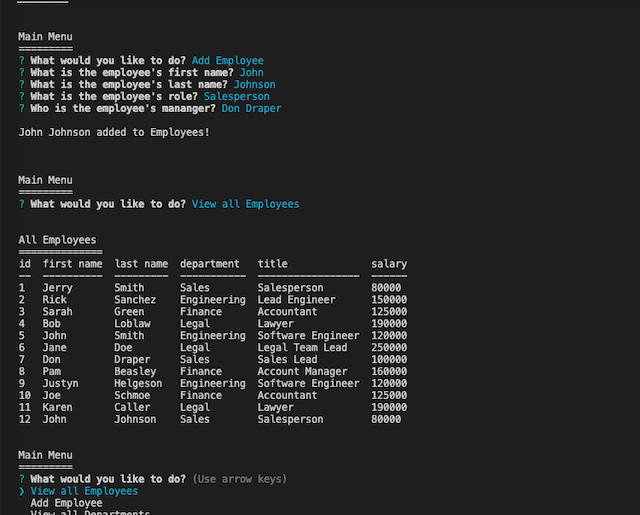 Main Menu
=========
? What would you like to do? Add Employee
? What is the employee's first name? John
? What is the employee's last name? Johnson
? What is the employee's role? Salesperson
? Who is the employee's mananger? Don Draper
John Johnson added to Employees!
Main Menu
=========
? What would you like to do? View all Employees
All Employees
==============
id  first name  last name  department   title              salary
--  ----------  ---------  -----------  -----------------  ------
1   Jerry       Smith      Sales        Salesperson        80000
2   Rick        Sanchez    Engineering  Lead Engineer      150000
3   Sarah       Green      Finance      Accountant         125000
4   Bob         Loblaw     Legal        Lawyer             190000
5   John        Smith      Engineering  Software Engineer  120000
6   Jane        Doe        Legal        Legal Team Lead    250000
7   Don         Draper     Sales        Sales Lead         100000
8   Pam         Beasley    Finance      Account Manager    160000
9   Justyn      Helgeson   Engineering  Software Engineer  120000
10  Joe         Schmoe     Finance      Accountant         125000
11  Karen       Caller     Legal        Lawyer             190000
12  John        Johnson    Sales        Salesperson        80000
Main Menu
=========
? What would you like to do? (Use arrow keys)
❯ View all Employees
Add Employee
View all Departments